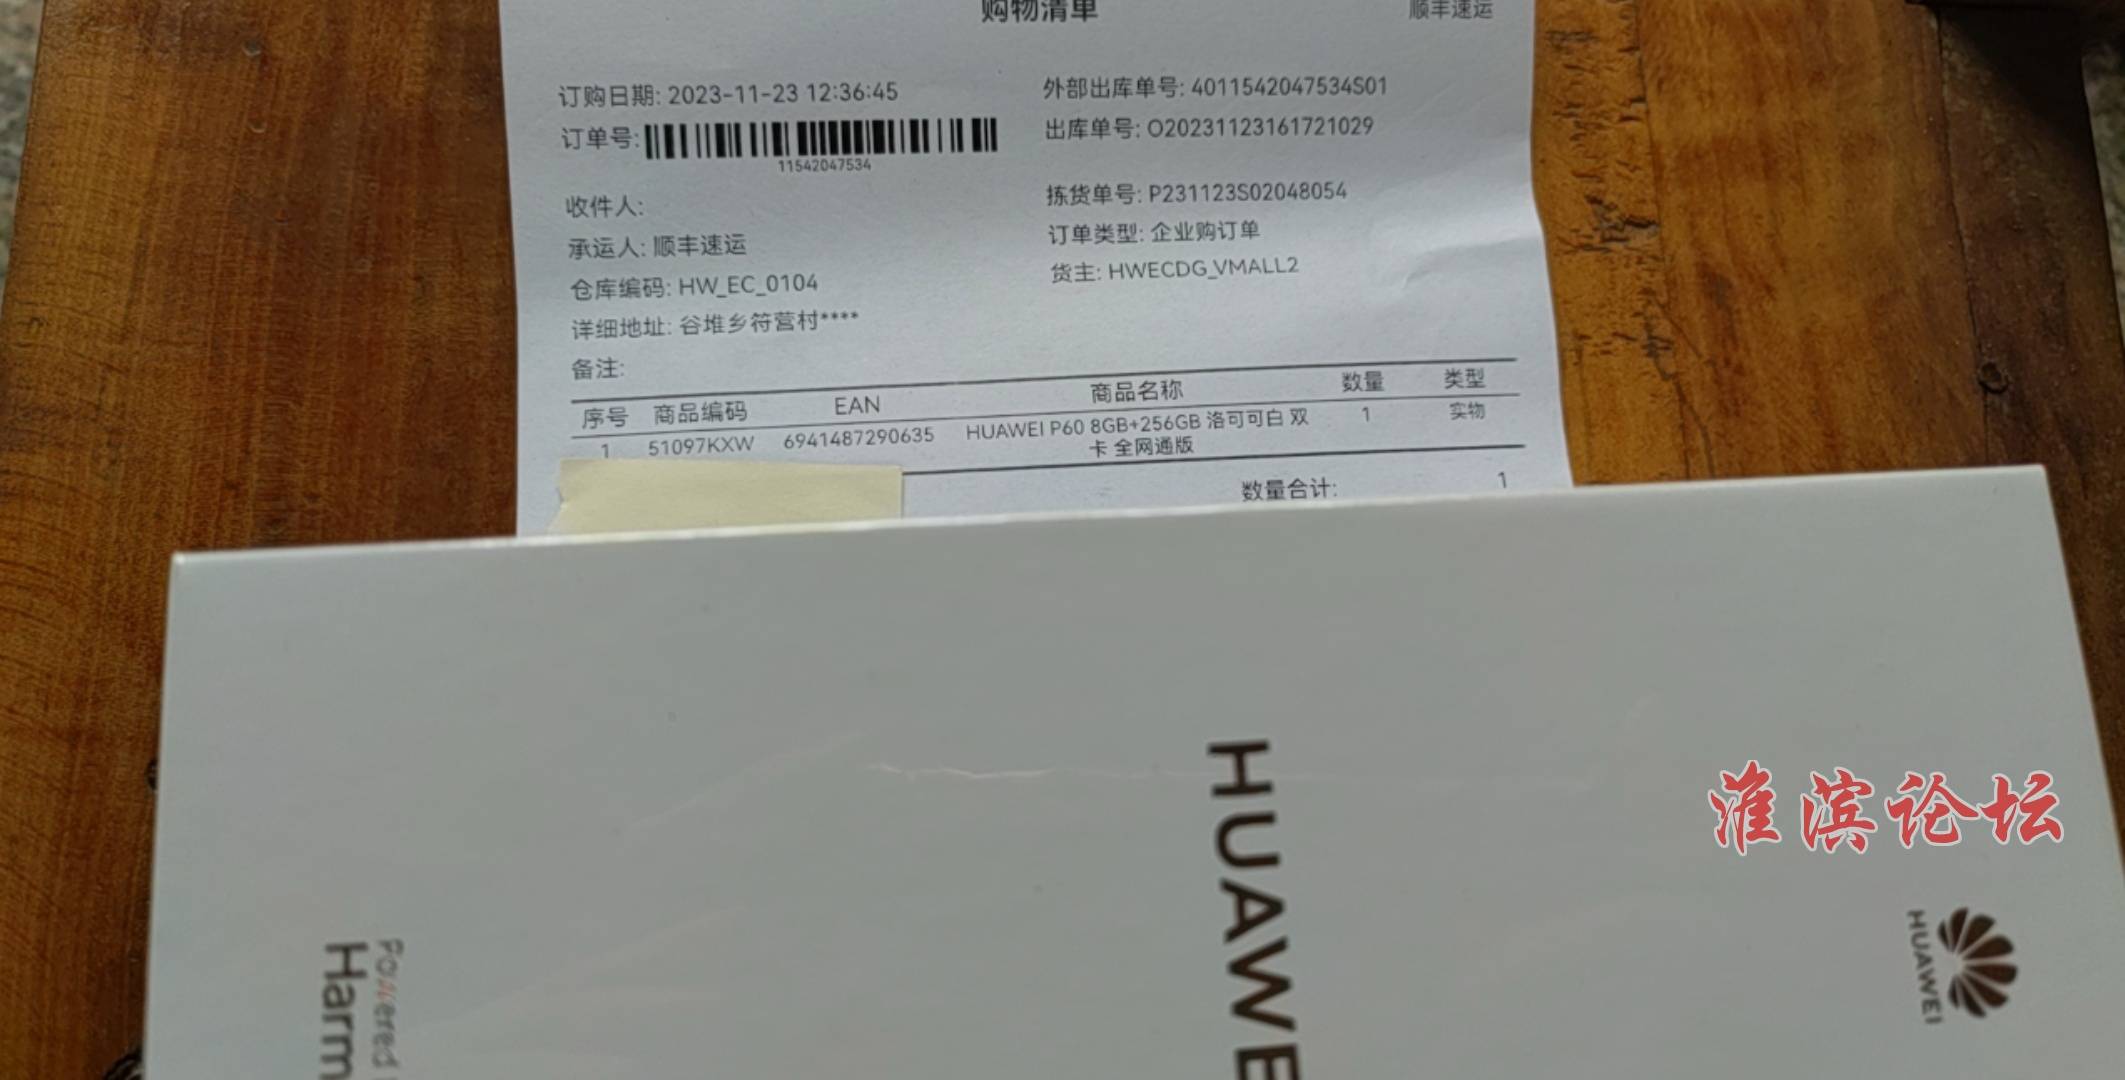 购物清单
顺丰速运
订购日期: 2023-11-23 12:36:45
外部出库单号: 4011542047534S01
订单号:
11542047534
出库单号: O20231123161721029
收件人:
拣货单号: P231123S02048054
承运人: 顺丰速运
订单类型: 企业购订单
仓库编码: HW_EC_0104
货主: HWECDG_VMALL2
详细地址: 谷堆乡符营村****
备注:
序号 商品编码 EAN 商品名称 数量 类型
1 51097KXW 6941487290635 HUAWEI P60 8GB+256GB 洛可可白 双 1 实物
卡 全网通版
数量合计: 1
HUAWE
淮滨论坛
HUAWEI
Powered
Harm